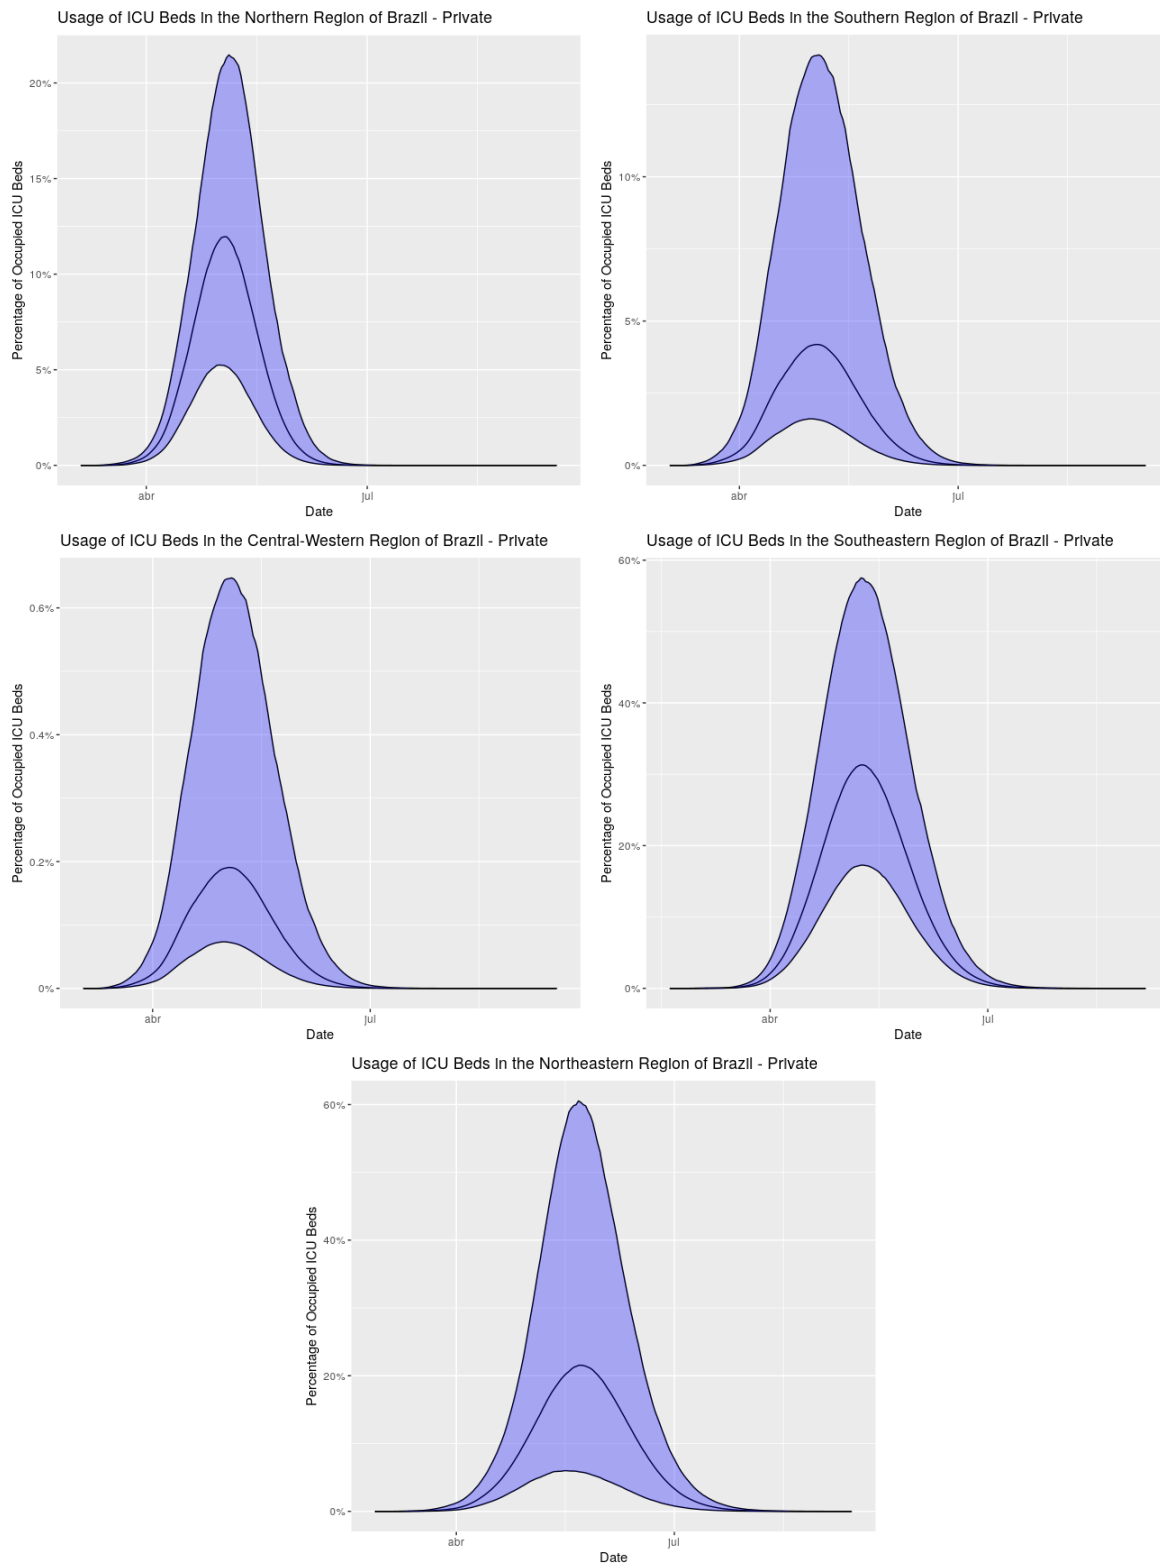 Usage of ICU Beds in the Northern Region of Brazil - Private
20%
15%
10%
5%
0%
Percentage of Occupied ICU Beds
abr
jul
Date
Usage of ICU Beds in the Southern Region of Brazil - Private
10%
5%
0%
Percentage of Occupied ICU Beds
abr
jul
Date
Usage of ICU Beds in the Central-Western Region of Brazil - Private
0.6%
0.4%
0.2%
0%
Percentage of Occupied ICU Beds
abr
jul
Date
Usage of ICU Beds in the Southeastern Region of Brazil - Private
60%
40%
20%
0%
Percentage of Occupied ICU Beds
abr
jul
Date
Usage of ICU Beds in the Northeastern Region of Brazil - Private
60%
40%
20%
0%
Percentage of Occupied ICU Beds
abr
jul
Date